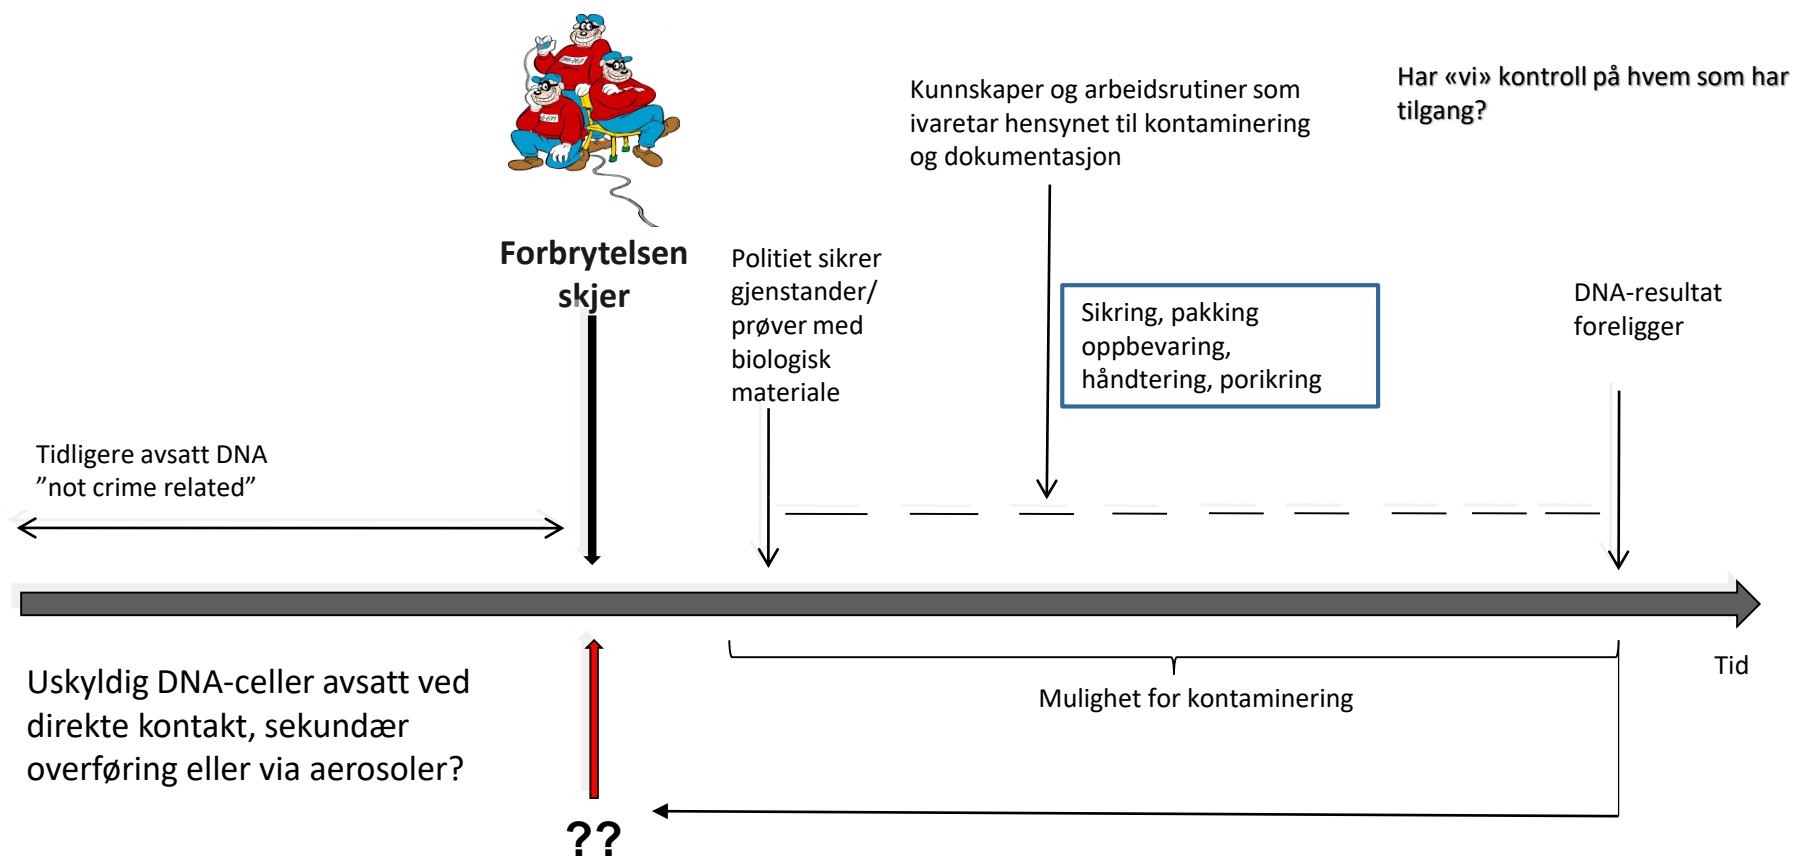 Kunnskaper og arbeidsrutiner som
ivaretar hensynet til kontaminering
og dokumentasjon
Har «vi» kontroll på hvem som har
tilgang?
Forbrytelsen
skjer
Politiet sikrer
gjenstander/
prøver med
biologisk
materiale
Sikring, pakking
oppbevaring,
håndtering, porikring
DNA-resultat
foreligger
Tidligere avsatt DNA
”not crime related”
Uskyldig DNA-celler avsatt ved
direkte kontakt, sekundær
overføring eller via aerosoler?
Mulighet for kontaminering
Tid
??